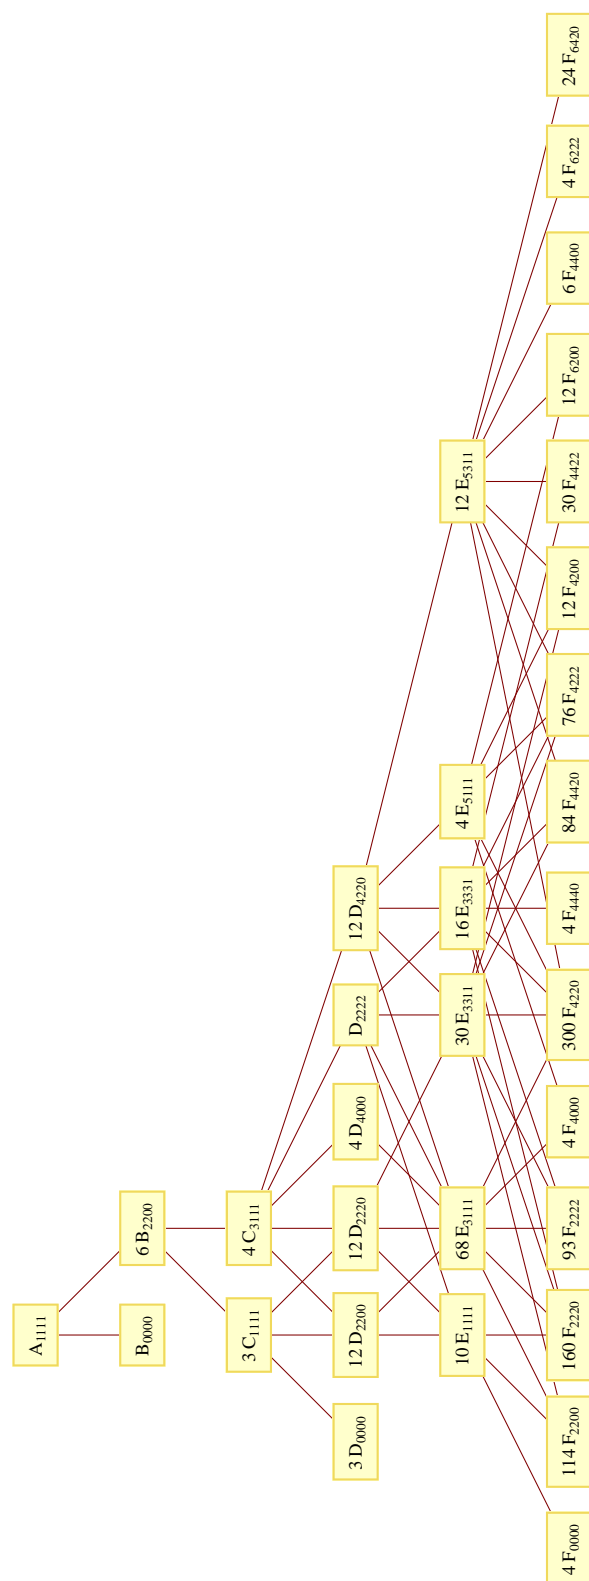 A₁₁₁₁
B₀₀₀₀
6 B₂₂₀₀
3 C₁₁₁₁
4 C₃₁₁₁
3 D₀₀₀₀
12 D₂₂₀₀
12 D₂₂₂₀
4 D₄₀₀₀
D₂₂₂₂
12 D₄₂₂₀
10 E₁₁₁₁
68 E₃₁₁₁
30 E₃₃₁₁
16 E₃₃₃₁
4 E₅₁₁₁
12 E₅₃₁₁
4 F₀₀₀₀
114 F₂₂₀₀
160 F₂₂₂₀
93 F₂₂₂₂
4 F₄₀₀₀
300 F₄₂₂₀
4 F₄₄₄₀
84 F₄₄₂₀
76 F₄₂₂₂
12 F₄₂₀₀
30 F₄₄₂₂
12 F₆₂₀₀
6 F₄₄₀₀
4 F₆₂₂₂
24 F₆₄₂₀